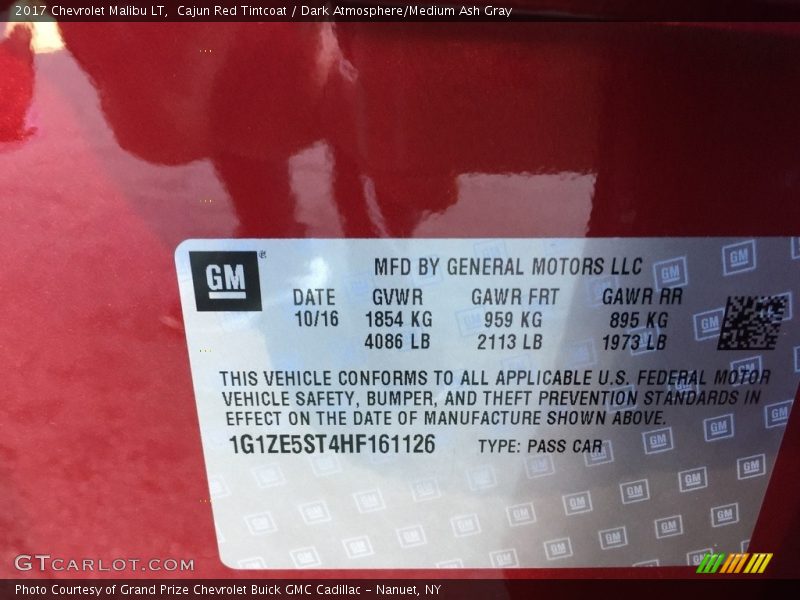 2017 Chevrolet Malibu LT, Cajun Red Tintcoat / Dark Atmosphere/Medium Ash Gray
GM®
MFD BY GENERAL MOTORS LLC
DATE GVWR GAWR FRT GAWR RR
10/16 1854 KG 959 KG 895 KG
4086 LB 2113 LB 1973 LB
THIS VEHICLE CONFORMS TO ALL APPLICABLE U.S. FEDERAL MOTOR
VEHICLE SAFETY, BUMPER, AND THEFT PREVENTION STANDARDS IN
EFFECT ON THE DATE OF MANUFACTURE SHOWN ABOVE.
1G1ZE5ST4HF161126 TYPE: PASS CAR
GTCARLOT.COM
Photo Courtesy of Grand Prize Chevrolet Buick GMC Cadillac - Nanuet, NY